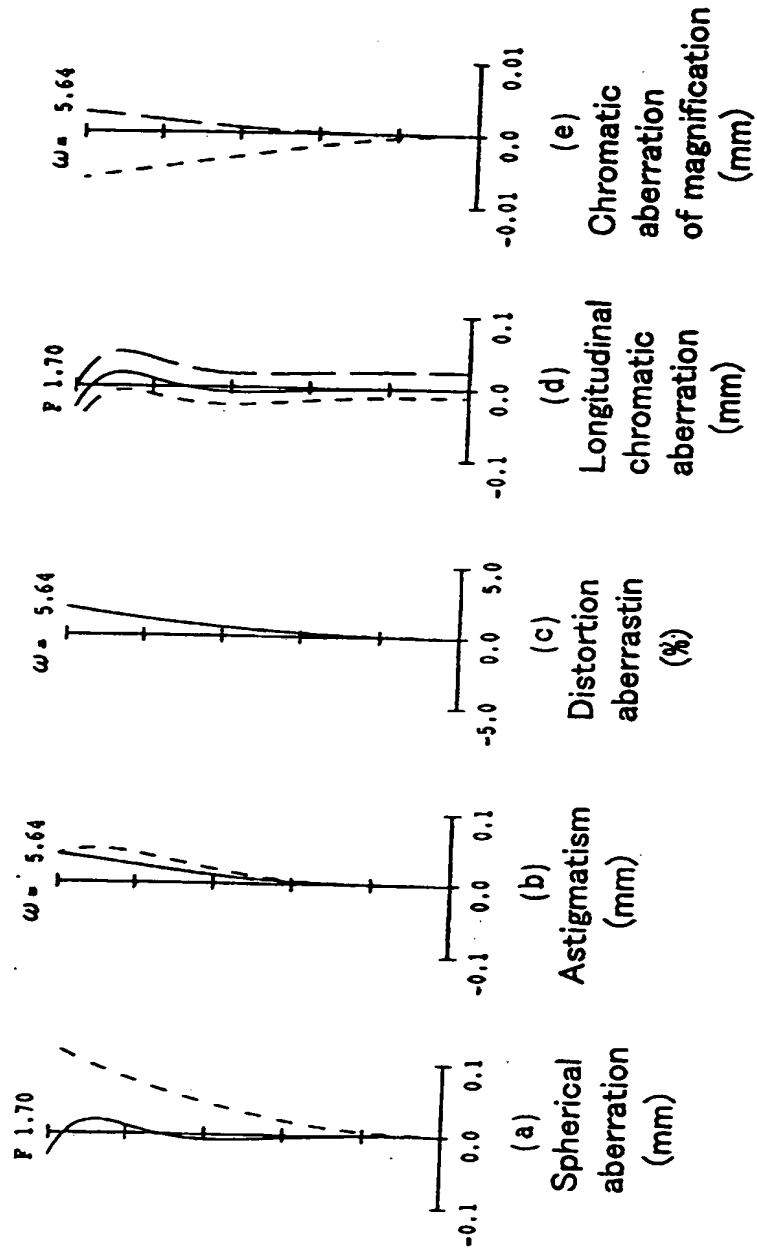 F 1.70
-0.1 0.0 0.1
(a)
Spherical
aberration
(mm)
ω= 5.64
-0.1 0.0 0.1
(b)
Astigmatism
(mm)
ω= 5.64
-5.0 0.0 5.0
(c)
Distortion
aberrastin
(%)
F 1.70
-0.1 0.0 0.1
(d)
Longitudinal
chromatic
aberration
(mm)
ω= 5.64
-0.01 0.0 0.01
(e)
Chromatic
aberration
of magnification
(mm)